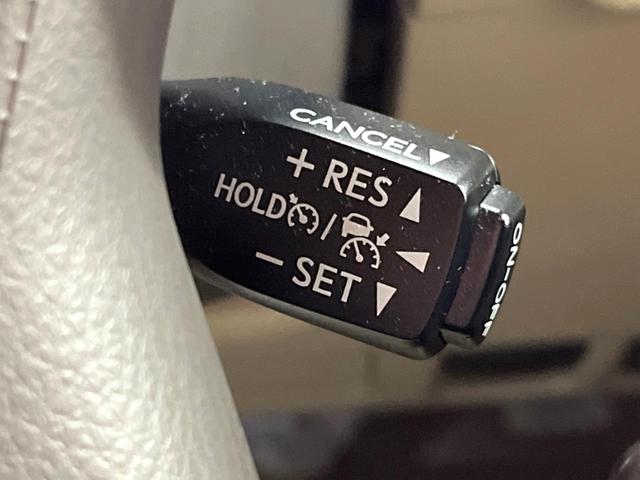 CANCEL▼
+ RES ▲
HOLD / ◀
− SET ▼
ON-OFF